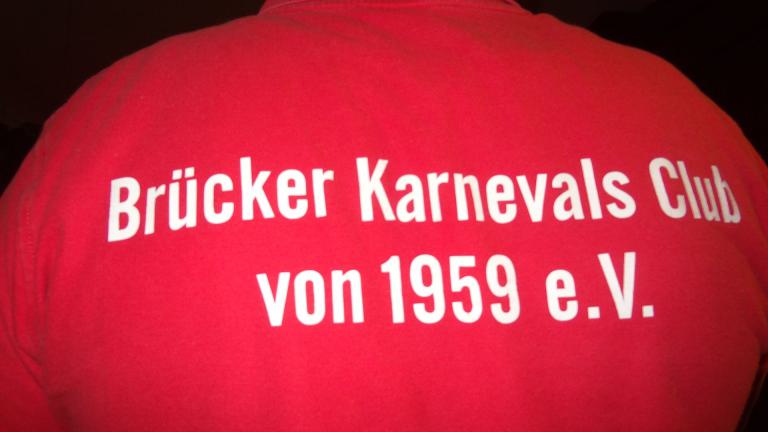 Brücker Karnevals Club
von 1959 e.V.